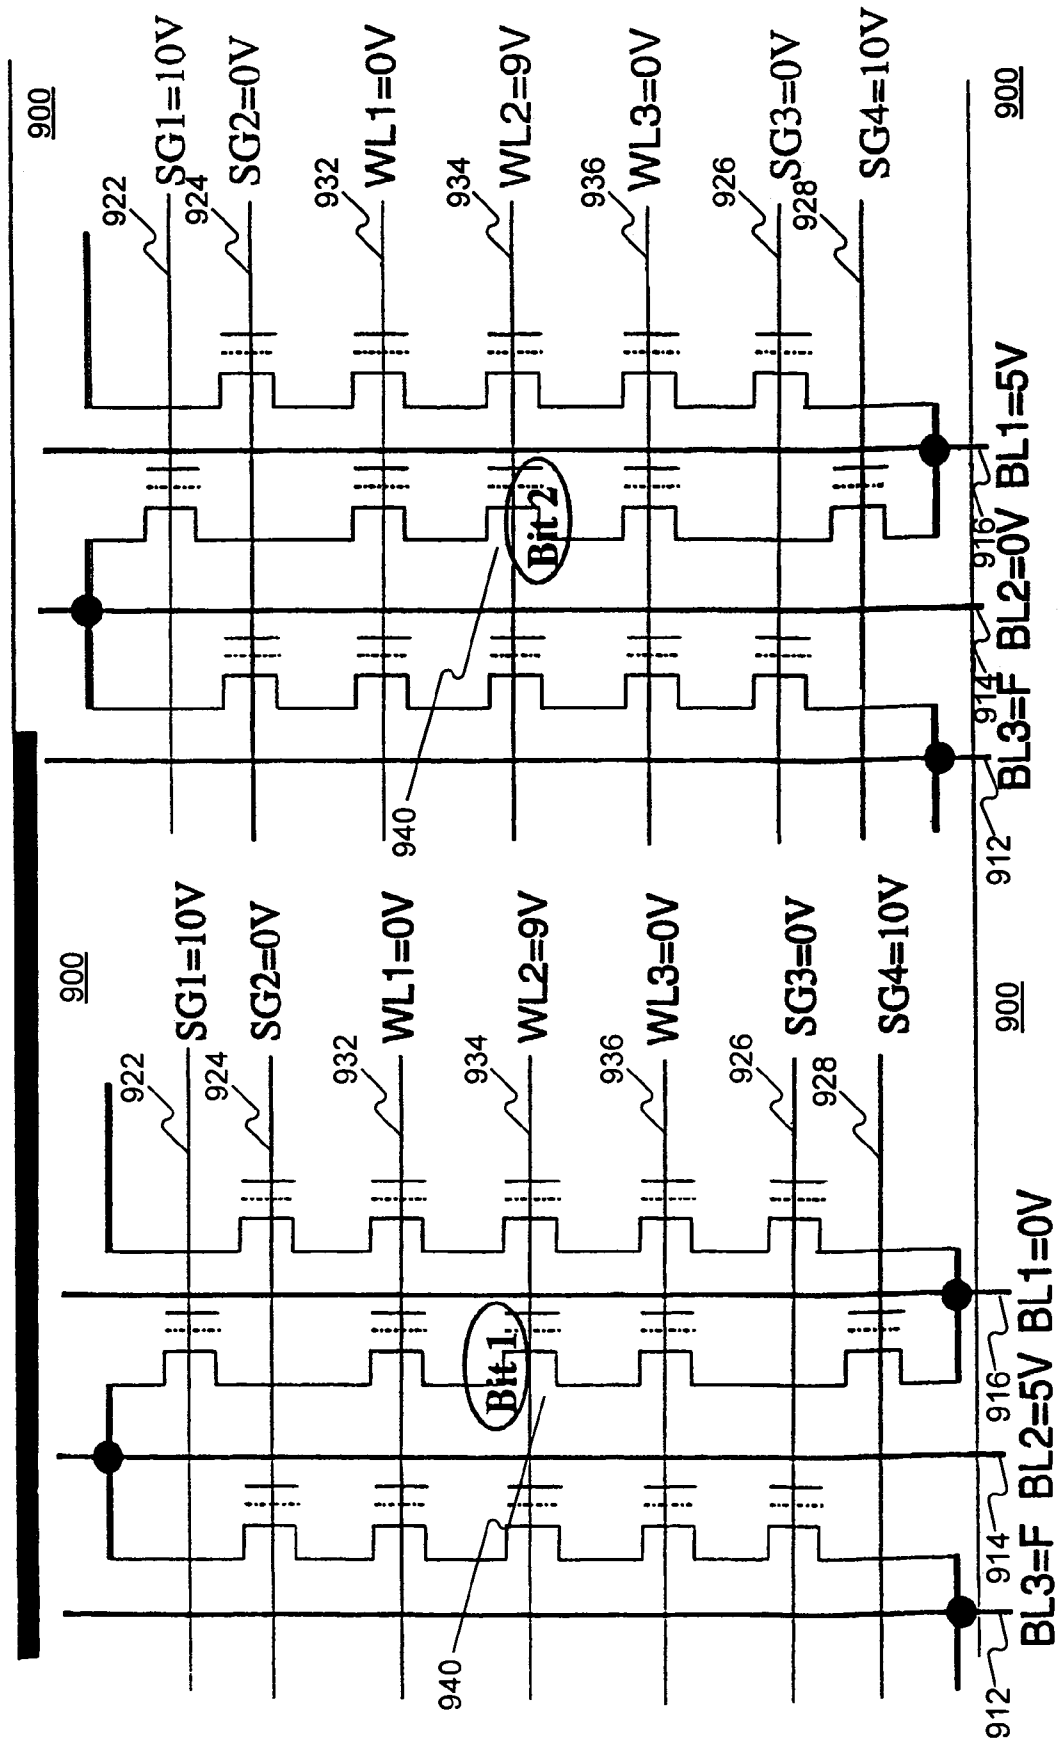 900
922
SG1=10V
924
SG2=0V
932
WL1=0V
934
WL2=9V
936
WL3=0V
926
SG3=0V
928
SG4=10V
Bit 2
940
912
BL3=F
914
BL2=0V
916
BL1=5V
900
900
922
SG1=10V
924
SG2=0V
932
WL1=0V
934
WL2=9V
936
WL3=0V
926
SG3=0V
928
SG4=10V
Bit 1
940
912
BL3=F
914
BL2=5V
916
BL1=0V
900